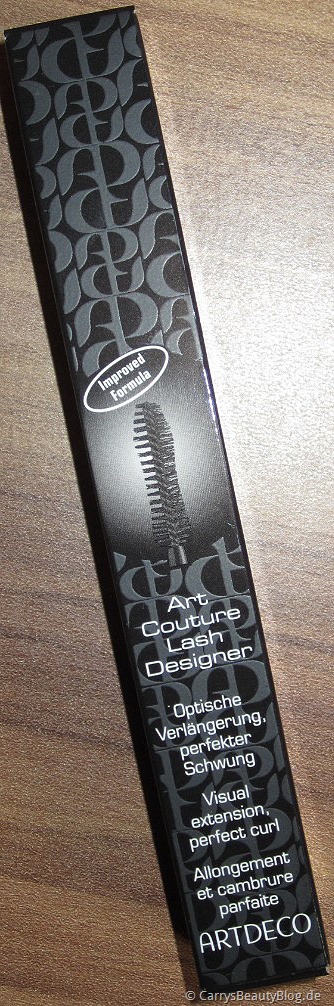 Improved
Formula
Art
Couture
Lash
Designer
Optische
Verlängerung,
perfekter
Schwung
Visual
extension,
perfect curl
Allongement
et cambrure
parfaite
ARTDECO
© CarrysBeautyBlog.de